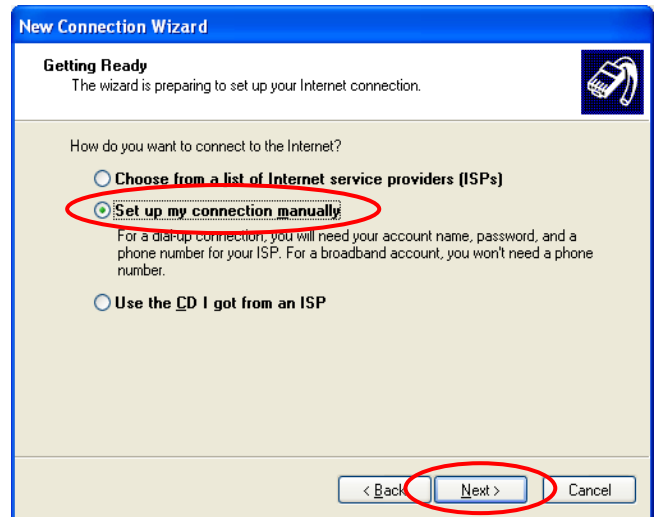 New Connection Wizard
Getting Ready
The wizard is preparing to set up your Internet connection.
How do you want to connect to the Internet?
Choose from a list of Internet service providers (ISPs)
Set up my connection manually
For a dial-up connection, you will need your account name, password, and a
phone number for your ISP. For a broadband account, you won't need a phone
number.
Use the CD I got from an ISP
< Back Next > Cancel